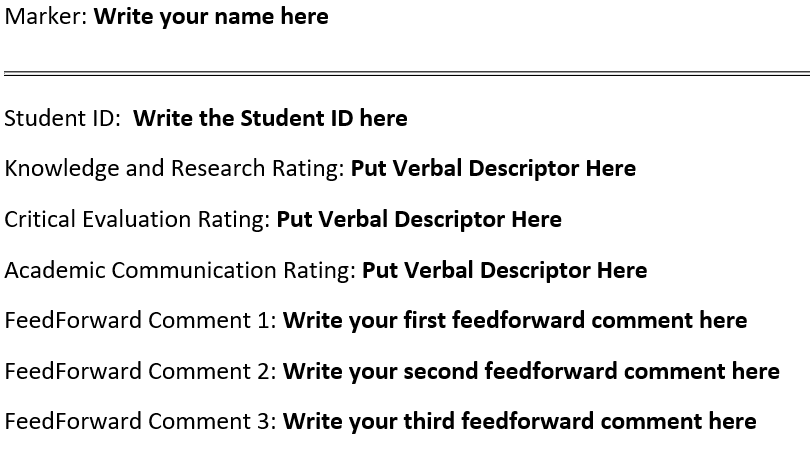 Marker: Write your name here
Student ID: Write the Student ID here
Knowledge and Research Rating: Put Verbal Descriptor Here
Critical Evaluation Rating: Put Verbal Descriptor Here
Academic Communication Rating: Put Verbal Descriptor Here
FeedForward Comment 1: Write your first feedforward comment here
FeedForward Comment 2: Write your second feedforward comment here
FeedForward Comment 3: Write your third feedforward comment here